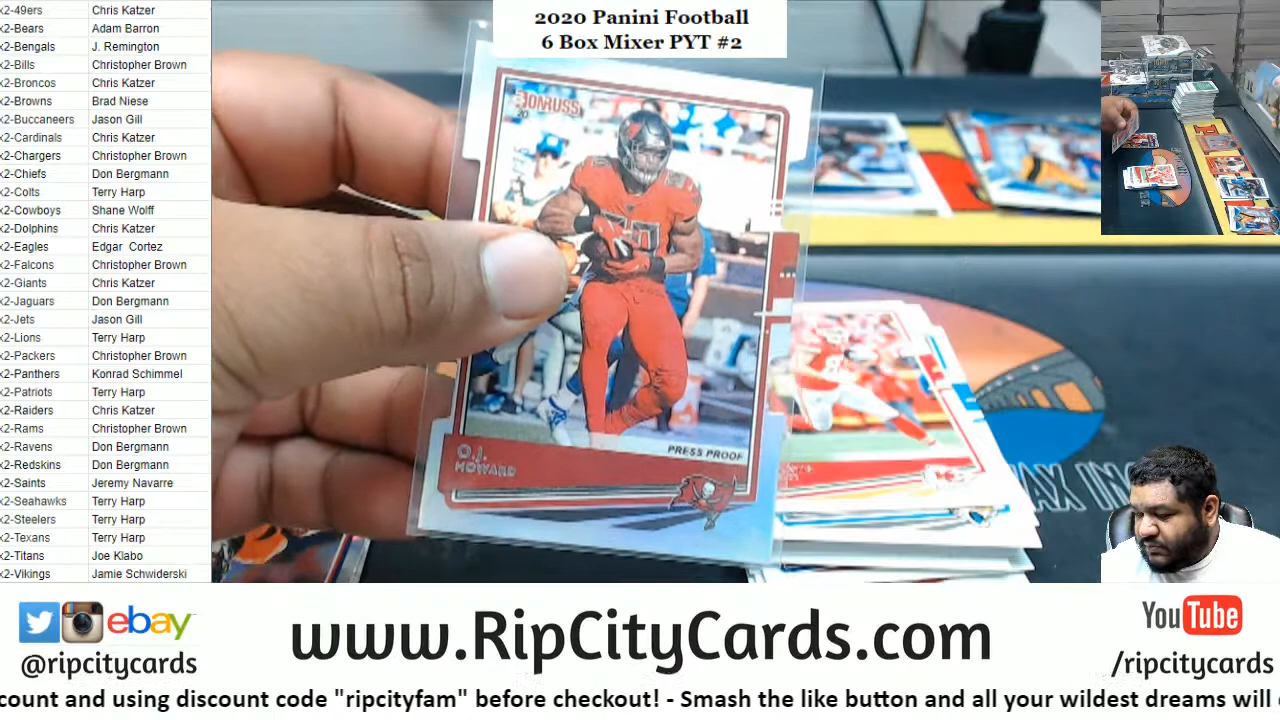 x2-49ers Chris Katzer
x2-Bears Adam Barron
x2-Bengals J. Remington
x2-Bills Christopher Brown
x2-Broncos Chris Katzer
x2-Browns Brad Niese
x2-Buccaneers Jason Gill
x2-Cardinals Chris Katzer
x2-Chargers Christopher Brown
x2-Chiefs Don Bergmann
x2-Colts Terry Harp
x2-Cowboys Shane Wolff
x2-Dolphins Chris Katzer
x2-Eagles Edgar Cortez
x2-Falcons Christopher Brown
x2-Giants Chris Katzer
x2-Jaguars Don Bergmann
x2-Jets Jason Gill
x2-Lions Terry Harp
x2-Packers Christopher Brown
x2-Panthers Konrad Schimmel
x2-Patriots Terry Harp
x2-Raiders Chris Katzer
x2-Rams Christopher Brown
x2-Ravens Don Bergmann
x2-Redskins Don Bergmann
x2-Saints Jeremy Navarre
x2-Seahawks Terry Harp
x2-Steelers Terry Harp
x2-Texans Terry Harp
x2-Titans Joe Klabo
x2-Vikings Jamie Schwiderski
2020 Panini Football
6 Box Mixer PYT #2
DONRUSS
20
PRESS PROOF
O.J.
HOWARD
ebay
@ripcitycards
www.RipCityCards.com
YouTube
/ripcitycards
count and using discount code "ripcityfam" before checkout! - Smash the like button and all your wildest dreams will